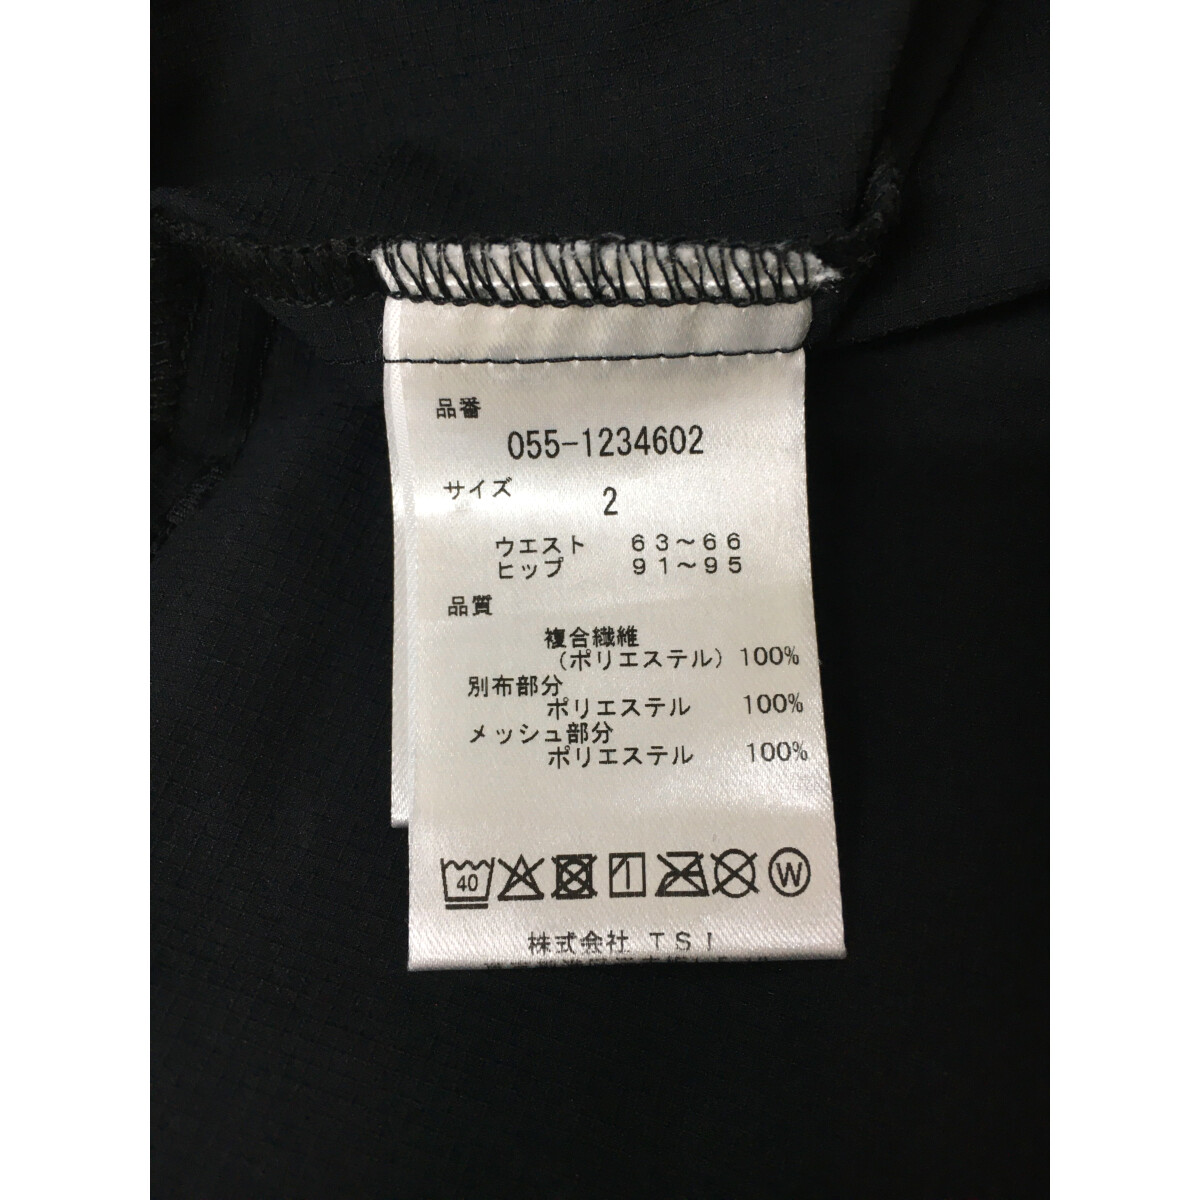 品番
055-1234602
サイズ 2
ウエスト 63～66
ヒップ 91～95
品質
複合繊維
(ポリエステル) 100%
別布部分
ポリエステル 100%
メッシュ部分
ポリエステル 100%
40 W
株式会社 TSI